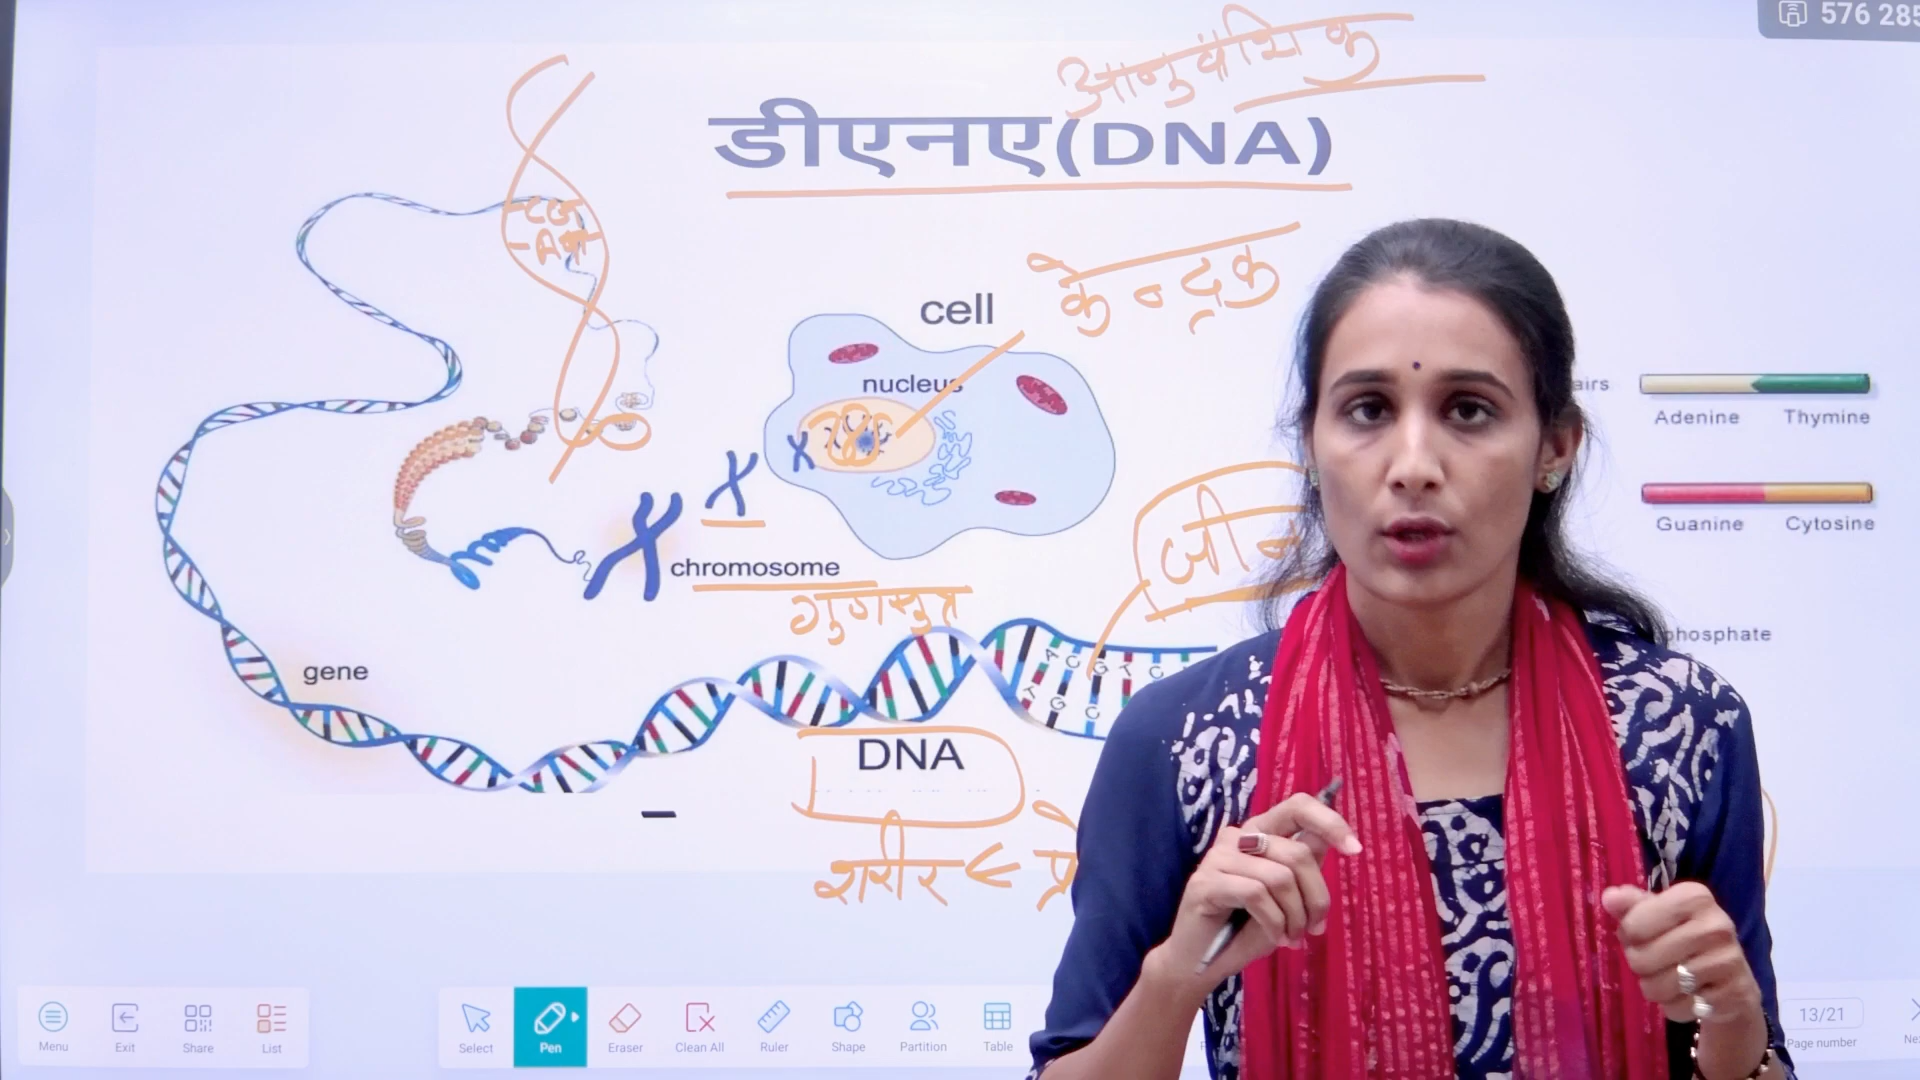 576 285
आनुवंशिक
डीएनए(DNA)
केन्द्रक
cell
nucleus
airs
Adenine Thymine
Guanine Cytosine
chromosome
गुणसूत्र
phosphate
gene
A C G T C
T G C
DNA
शरीर ←
Menu Exit Share List Select Pen Eraser Clean All Ruler Shape Partition Table
13/21
Page number